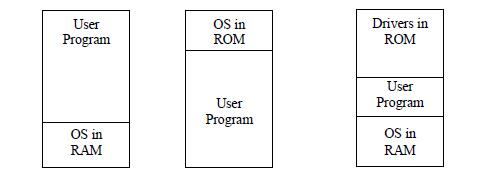 User
Program
OS in
RAM
OS in
ROM
User
Program
Drivers in
ROM
User
Program
OS in
RAM